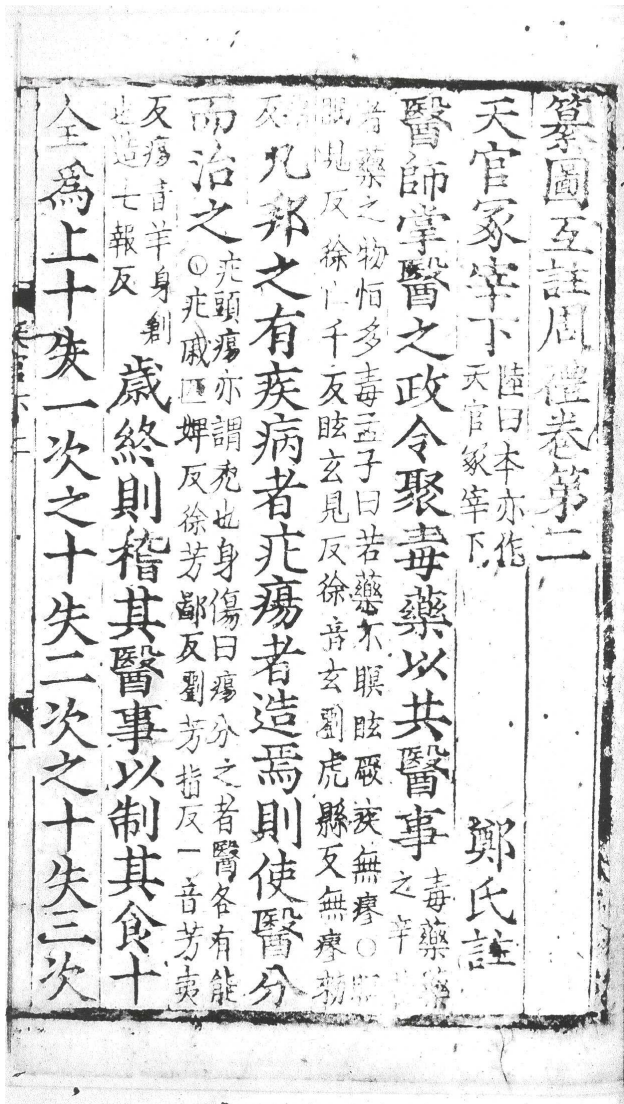 纂圖互註周禮卷第二
天官冢宰下
陸曰本亦作
天官冢宰下
鄭氏註
醫師掌醫之政令聚毒藥以共醫事
毒藥藥
之辛
者藥之物恒多毒孟子曰若藥不瞑眩厥疾無瘳〇
眠見反徐亡千反眩玄見反徐音玄劉虎縣反無瘳勑
反
凡邦之有疾病者疕瘍者造焉則使醫分
而治之
疕頭瘍亦謂禿也身傷曰瘍分之者醫各有能
〇疕戚匹婢反徐芳鄙反劉芳指反一音芳夷
反瘍音羊身創
也造七報反
歲終則稽其醫事以制其食十
全爲上十失一次之十失二次之十失三次